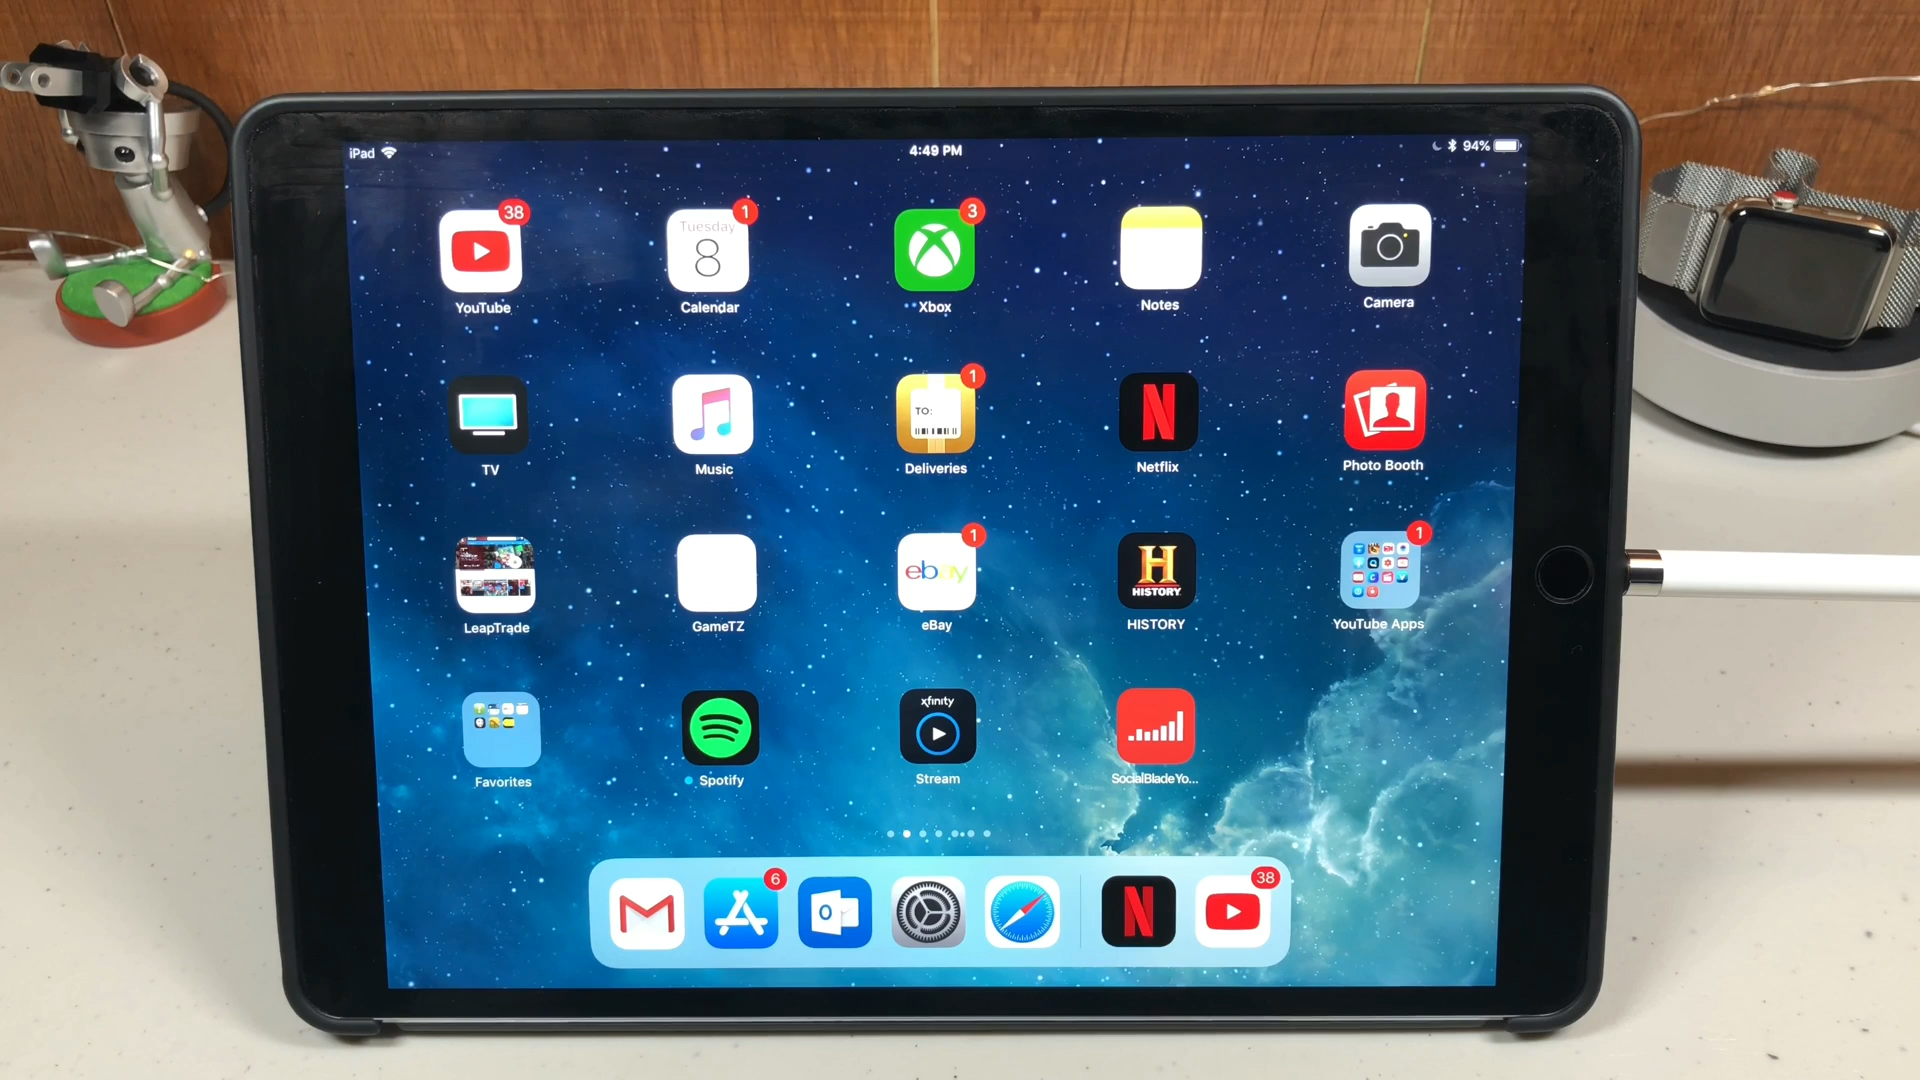 iPad 4:49 PM 94%
38 1 3
Tuesday
8
YouTube Calendar Xbox Notes Camera
1
TO:
TV Music Deliveries Netflix Photo Booth
1 1
ebay H HISTORY
LeapTrade GameTZ eBay HISTORY YouTube Apps
xfinity
Favorites Spotify Stream SocialBladeYo...
6 38